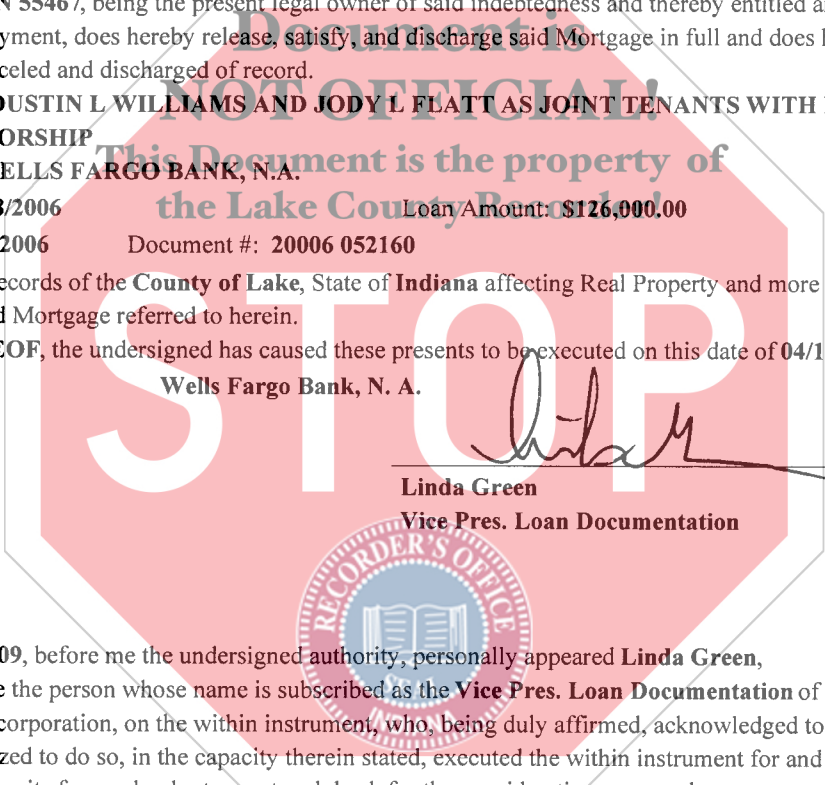 N 55467, being the present legal owner of said indebtedness and thereby entitled
Document is
yment, does hereby release, satisfy, and discharge said Mortgage in full and does
celed and discharged of record.
NOT OFFICIAL!
DUSTIN L WILLIAMS AND JODY L FLATT AS JOINT TENANTS WITH
ORSHIP
This Document is the property of
ELLS FARGO BANK, N.A.
the Lake County Recorder!
/2006 Loan Amount: $126,000.00
2006 Document #: 20006 052160
ecords of the County of Lake, State of Indiana affecting Real Property and more
d Mortgage referred to herein.
STOP
EOF, the undersigned has caused these presents to be executed on this date of 04/1
Wells Fargo Bank, N. A.
Linda Green
Vice Pres. Loan Documentation
RECORDER'S OFFICE
09, before me the undersigned authority, personally appeared Linda Green,
SEAL
e the person whose name is subscribed as the Vice Pres. Loan Documentation of
corporation, on the within instrument, who, being duly affirmed, acknowledged to
zed to do so, in the capacity therein stated, executed the within instrument for and